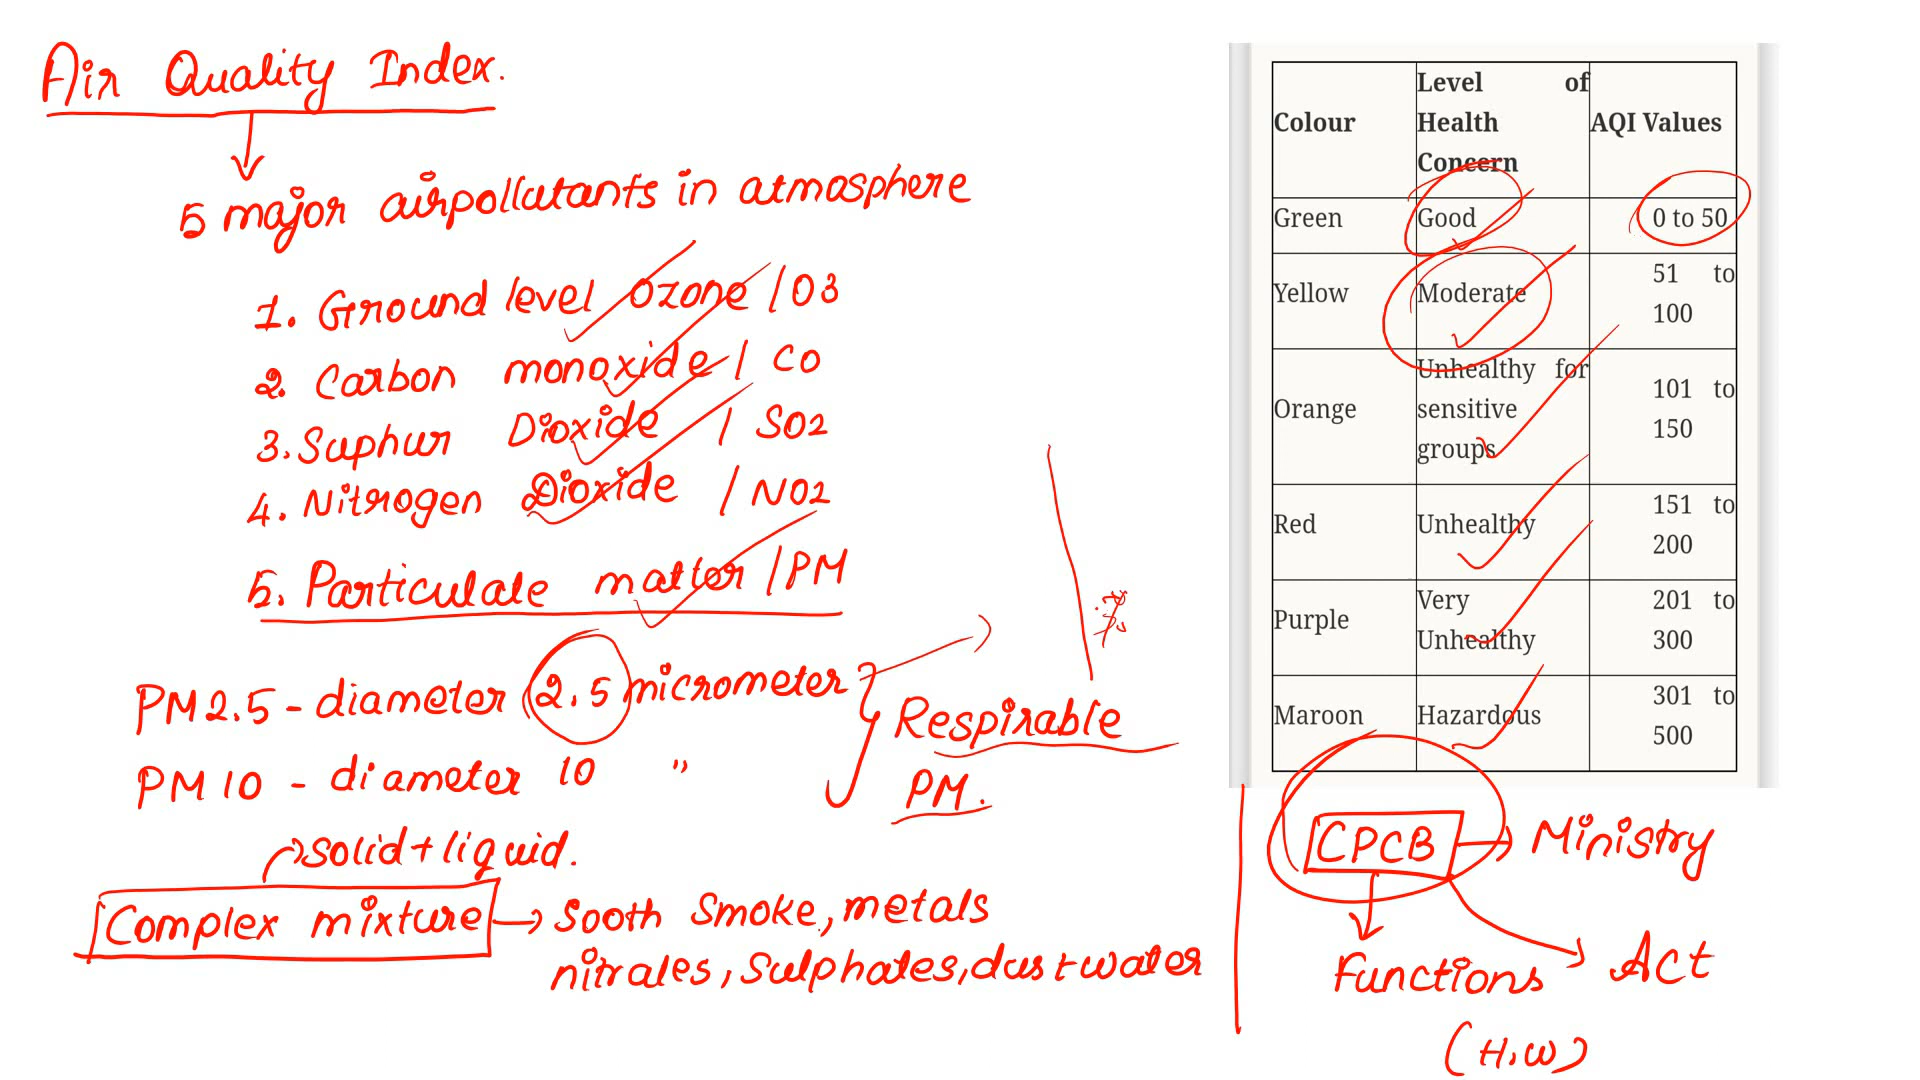 Air Quality Index.
5 major airpollutants in atmosphere
1. Ground level Ozone / O3
2. Carbon monoxide / CO
3. Suphur Dioxide / SO2
4. Nitrogen Dioxide / NO2
5. Particulate matter / PM
PM2.5 - diameter 2.5 micrometer
PM 10 - diameter 10 "
Respirable
PM.
Solid + liquid.
Complex mixture → Sooth Smoke, metals
nitrales, Sulphates, dust water
Colour Level of Health Concern AQI Values
Green Good 0 to 50
Yellow Moderate 51 to 100
Orange Unhealthy for sensitive groups 101 to 150
Red Unhealthy 151 to 200
Purple Very Unhealthy 201 to 300
Maroon Hazardous 301 to 500
CPCB → Ministry
Functions Act
(H.W)